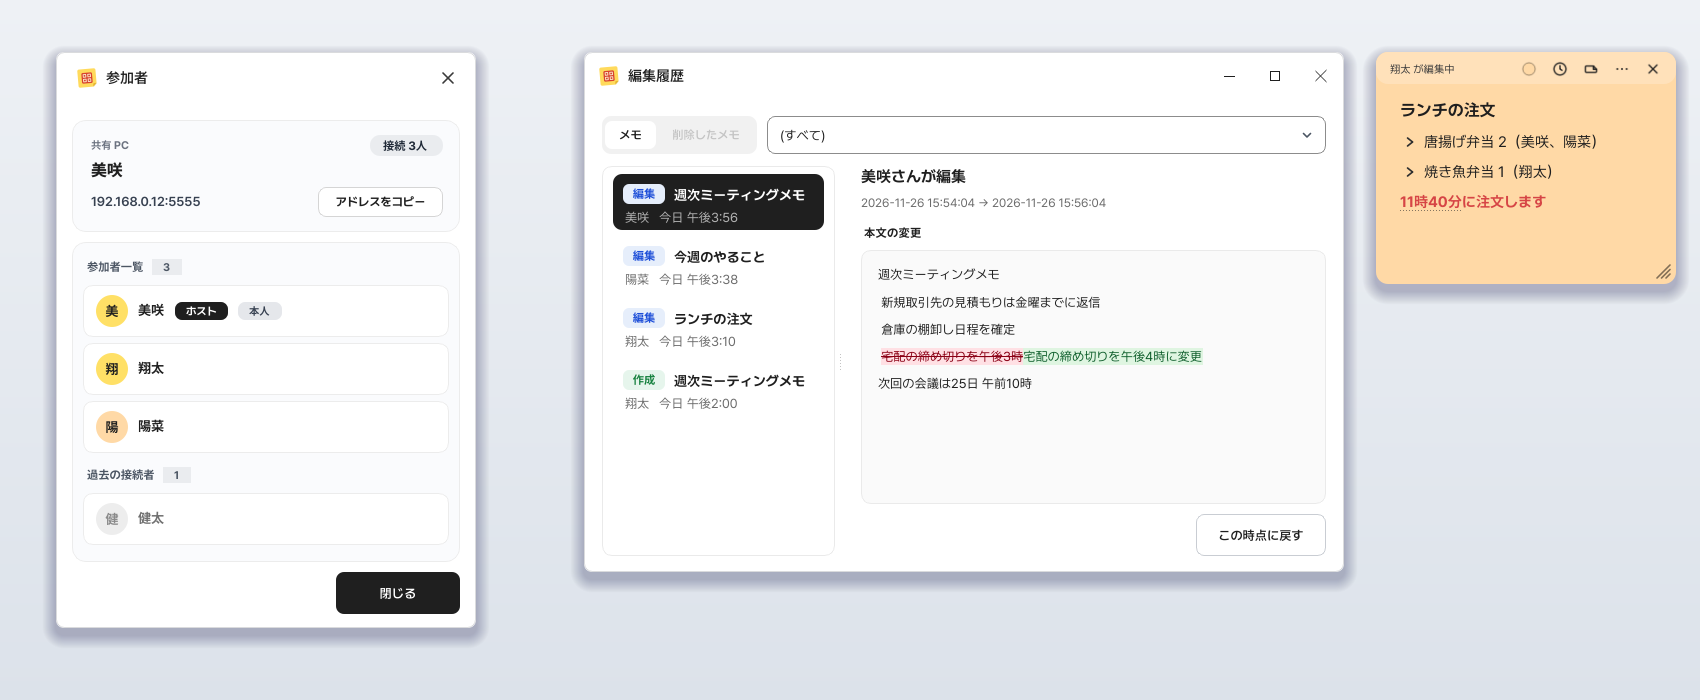 参加者
共有 PC
接続 3人
美咲
192.168.0.12:5555
アドレスをコピー
参加者一覧 3
美 美咲 ホスト 本人
翔 翔太
陽 陽菜
過去の接続者 1
健 健太
閉じる
編集履歴
メモ 削除したメモ
(すべて)
編集 週次ミーティングメモ
美咲 今日 午後3:56
編集 今週のやること
陽菜 今日 午後3:38
編集 ランチの注文
翔太 今日 午後3:10
作成 週次ミーティングメモ
翔太 今日 午後2:00
美咲さんが編集
2026-11-26 15:54:04 → 2026-11-26 15:56:04
本文の変更
週次ミーティングメモ
新規取引先の見積もりは金曜までに返信
倉庫の棚卸し日程を確定
宅配の締め切りを午後3時宅配の締め切りを午後4時に変更
次回の会議は25日 午前10時
この時点に戻す
翔太 が編集中
ランチの注文
唐揚げ弁当 2（美咲、陽菜）
焼き魚弁当 1（翔太）
11時40分に注文します